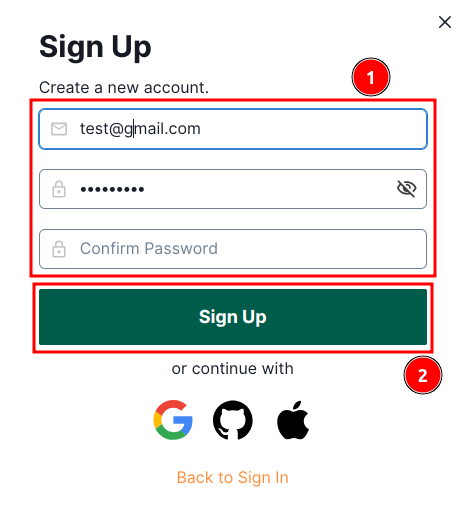 Sign Up
Create a new account.
1
test@gmail.com
•••••••••
Confirm Password
Sign Up
or continue with
2
Back to Sign In